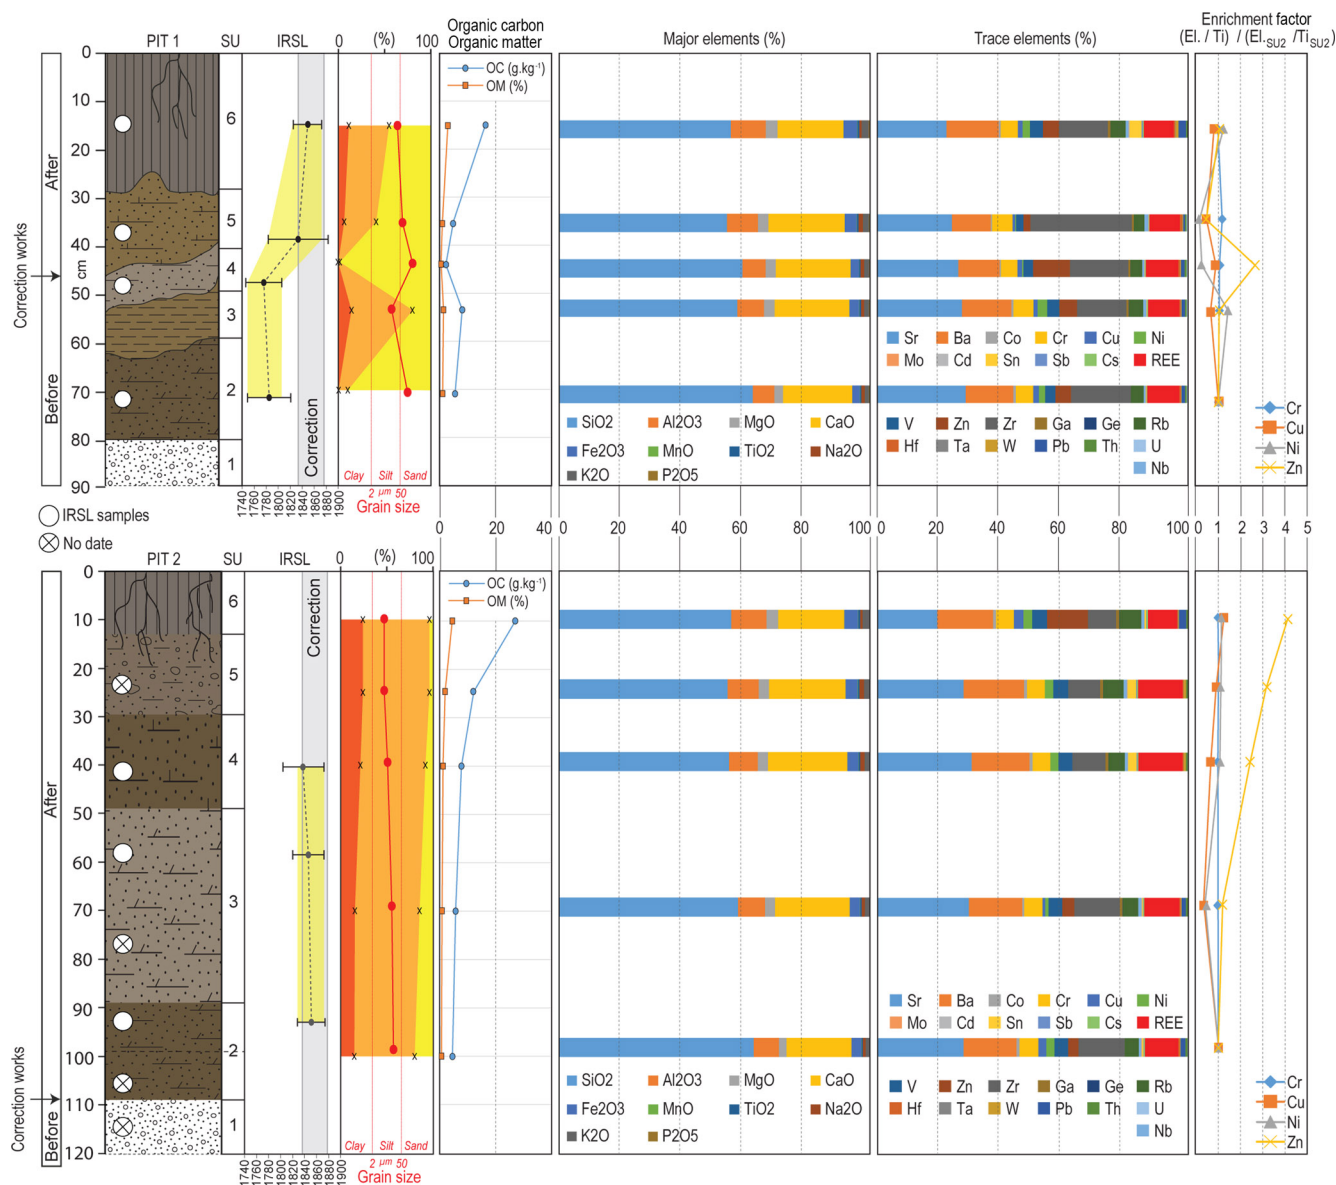 PIT 1 SU IRSL 0 (%) 100 Organic carbon Organic matter Major elements (%) Trace elements (%) Enrichment factor
(El. / Ti) / (El.SU2 /TiSU2)
0 10 20 30 40 cm 50 60 70 80 90
After
Before
Correction works
6
5
4
3
2
1
Correction
OC (g.kg-1)
OM (%)
Clay Silt Sand
2 µm 50
Grain size
1740 1760 1780 1800 1820 1840 1860 1880 1900
Sr Ba Co Cr Cu Ni
Mo Cd Sn Sb Cs REE
V Zn Zr Ga Ge Rb
Hf Ta W Pb Th U
Nb
SiO2 Al2O3 MgO CaO
Fe2O3 MnO TiO2 Na2O
K2O P2O5
Cr
Cu
Ni
Zn
0 20 40
0 20 40 60 80 100
0 20 40 60 80 100
0 1 2 3 4 5
IRSL samples
No date
PIT 2 SU IRSL 0 (%) 100
0 10 20 30 40 50 60 70 80 90 100 110 120
After
Before
Correction works
6
5
4
3
2
1
Correction
OC (g.kg-1)
OM (%)
Clay Silt Sand
2 µm 50
Grain size
1740 1760 1780 1800 1820 1840 1860 1880 1900
Sr Ba Co Cr Cu Ni
Mo Cd Sn Sb Cs REE
V Zn Zr Ga Ge Rb
Hf Ta W Pb Th U
Nb
SiO2 Al2O3 MgO CaO
Fe2O3 MnO TiO2 Na2O
K2O P2O5
Cr
Cu
Ni
Zn